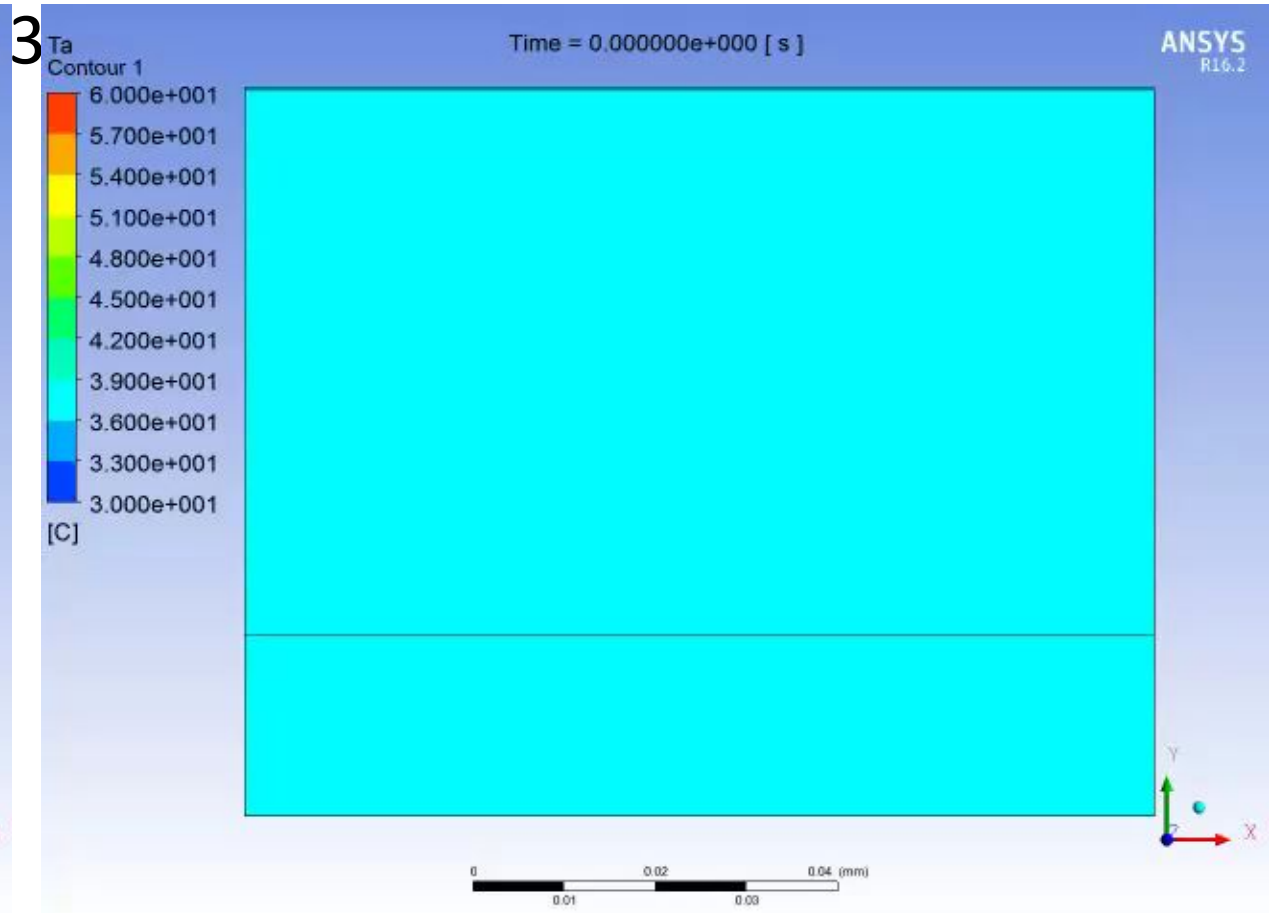 3
Ta
Contour 1
Time = 0.000000e+000 [ s ]
ANSYS
R16.2
6.000e+001
5.700e+001
5.400e+001
5.100e+001
4.800e+001
4.500e+001
4.200e+001
3.900e+001
3.600e+001
3.300e+001
3.000e+001
[C]
Y
Z
X
0
0.02
0.04 (mm)
0.01
0.03